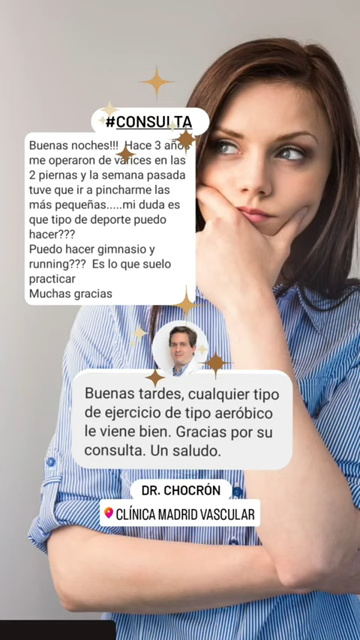 #CONSULTA
Buenas noches!!! Hace 3 años
me operaron de varices en las
2 piernas y la semana pasada
tuve que ir a pincharme las
más pequeñas.....mi duda es
que tipo de deporte puedo
hacer???
Puedo hacer gimnasio y
running??? Es lo que suelo
practicar
Muchas gracias
Buenas tardes, cualquier tipo
de ejercicio de tipo aeróbico
le viene bien. Gracias por su
consulta. Un saludo.
DR. CHOCRÓN
CLÍNICA MADRID VASCULAR